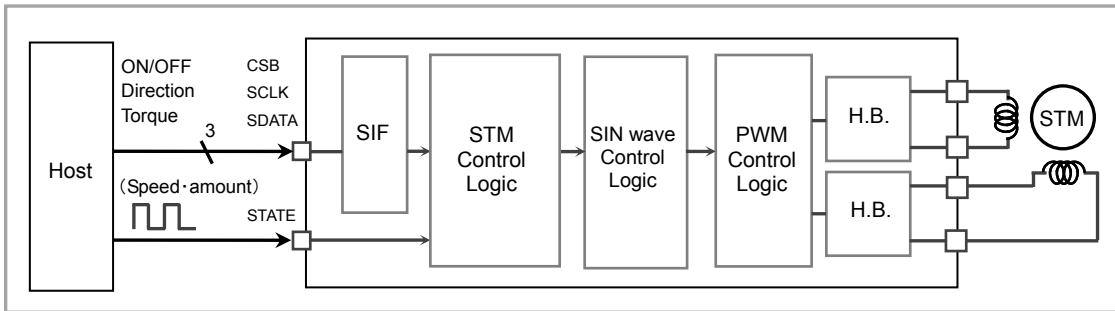 Host
ON/OFF
Direction
Torque
CSB
SCLK
SDATA
3
(Speed・amount)
STATE
SIF
STM
Control
Logic
SIN wave
Control
Logic
PWM
Control
Logic
H.B.
H.B.
STM